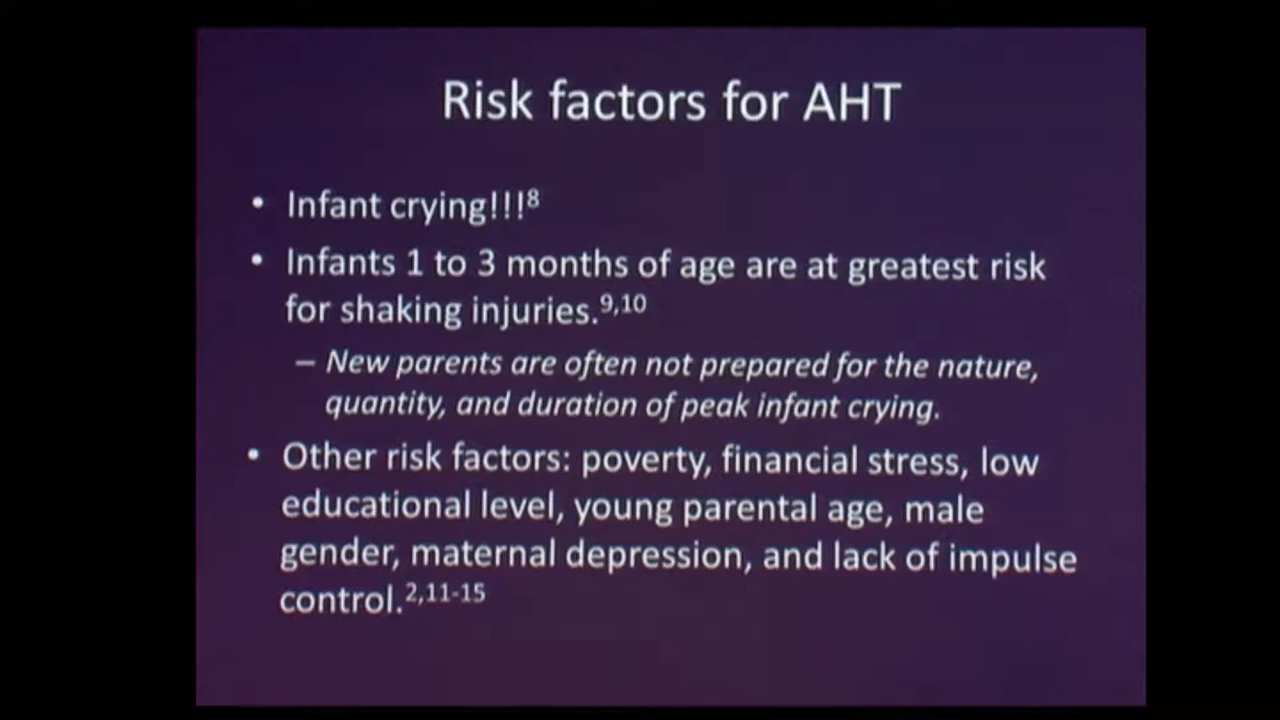 Risk factors for AHT
• Infant crying!!!⁸
• Infants 1 to 3 months of age are at greatest risk
for shaking injuries.⁹,¹⁰
– New parents are often not prepared for the nature,
quantity, and duration of peak infant crying.
• Other risk factors: poverty, financial stress, low
educational level, young parental age, male
gender, maternal depression, and lack of impulse
control.²,¹¹⁻¹⁵